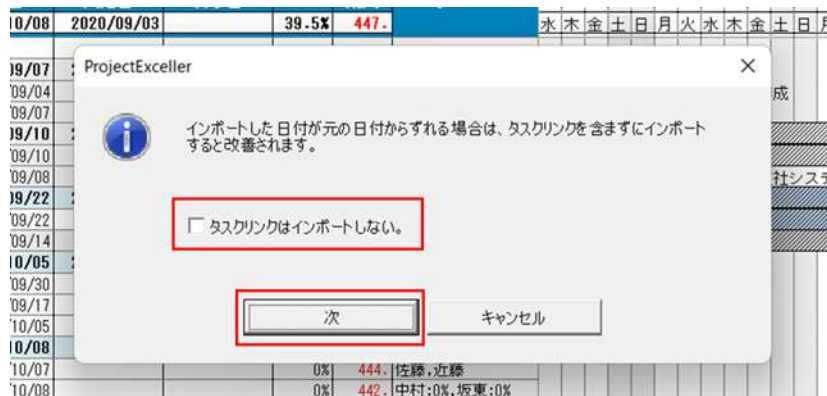 10/08 2020/09/03 39.5% 447. 水 木 金 土 日 月 火 水 木 金 土 日
09/07
09/04 成
09/07
09/10
09/10
09/08 社システ
09/22
09/22
09/14
10/05
09/30
09/17
10/05
10/08
ProjectExceller
インポートした日付が元の日付からずれる場合は、タスクリンクを含まずにインポート
すると改善されます。
タスクリンクはインポートしない。
次 キャンセル
10/07 0% 444. 佐藤,近藤
10/08 0% 442. 中村:0%,坂東:0%